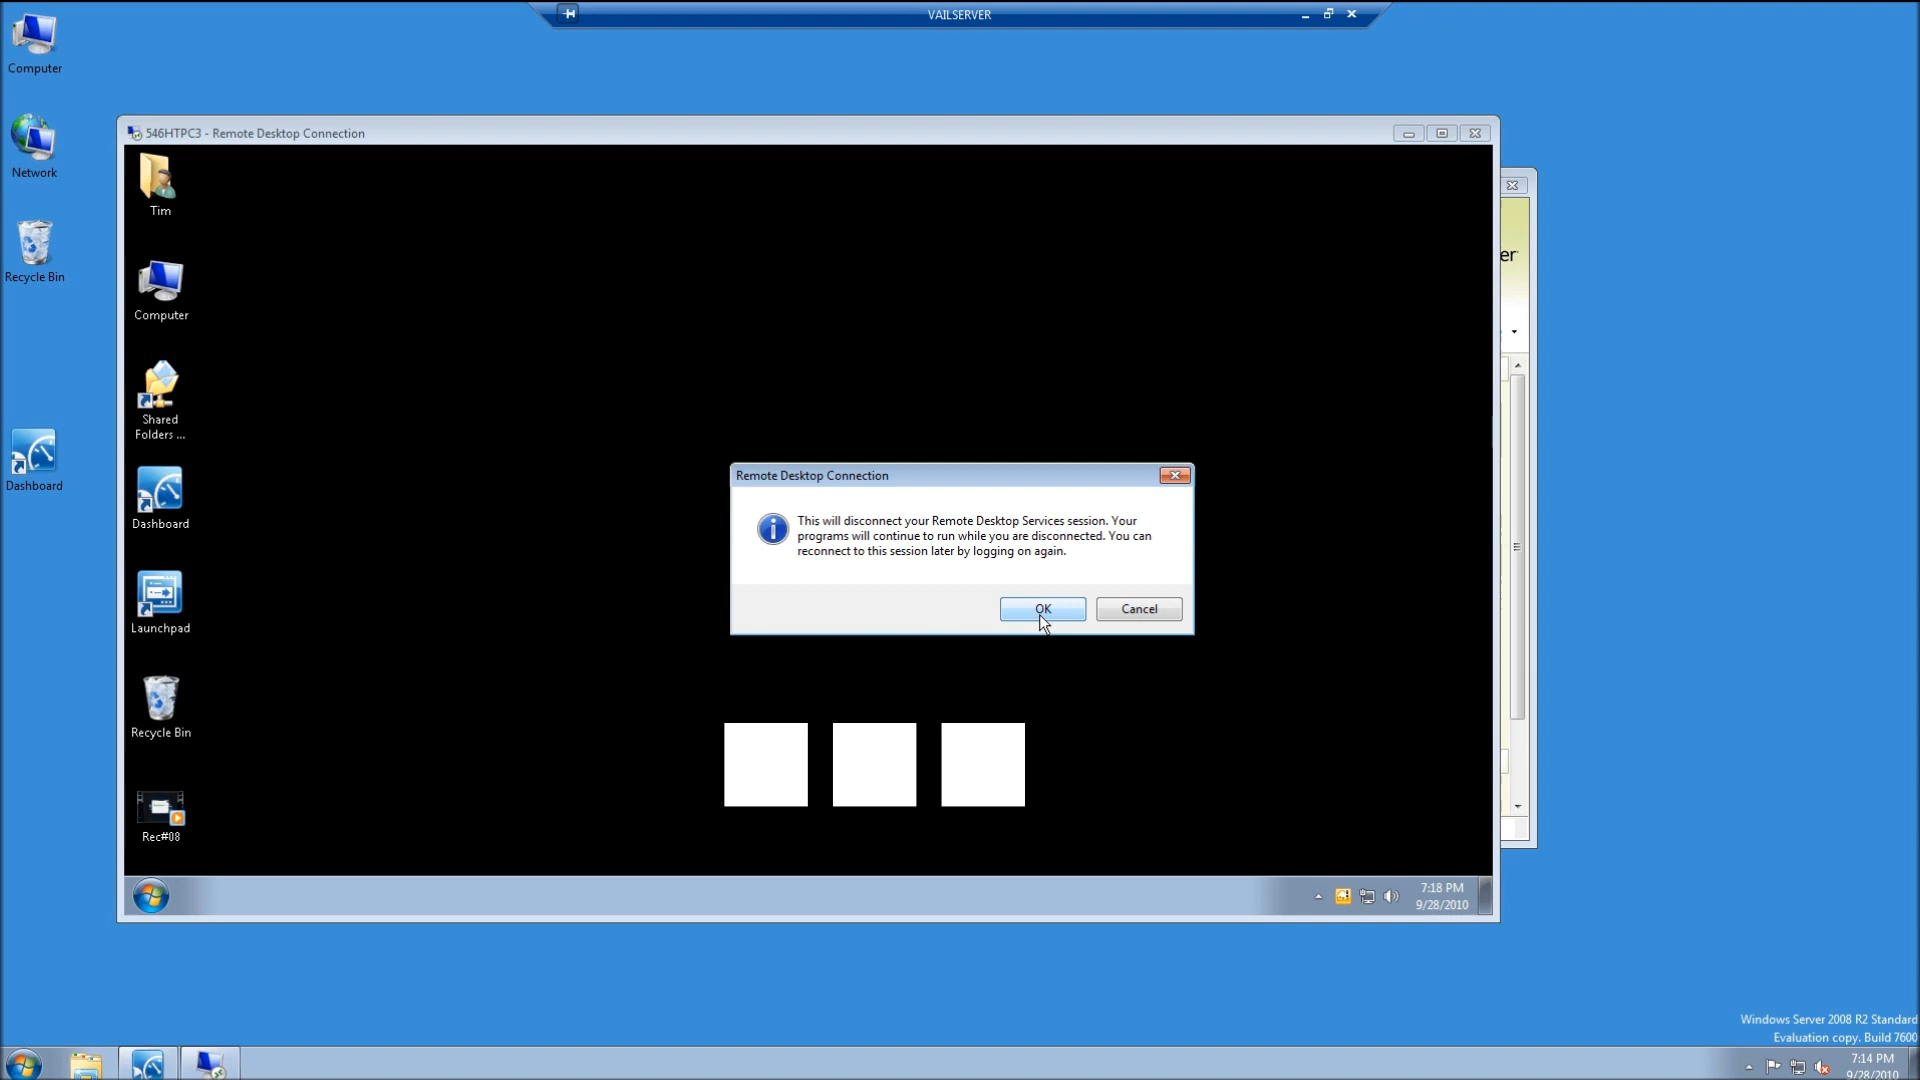 VAILSERVER
Computer
Network
Recycle Bin
Dashboard
546HTPC3 - Remote Desktop Connection
Tim
Computer
Shared
Folders ...
Dashboard
Launchpad
Recycle Bin
Rec#08
er
Remote Desktop Connection
This will disconnect your Remote Desktop Services session. Your
programs will continue to run while you are disconnected. You can
reconnect to this session later by logging on again.
OK
Cancel
7:18 PM
9/28/2010
Windows Server 2008 R2 Standard
Evaluation copy. Build 7600
7:14 PM
9/28/2010